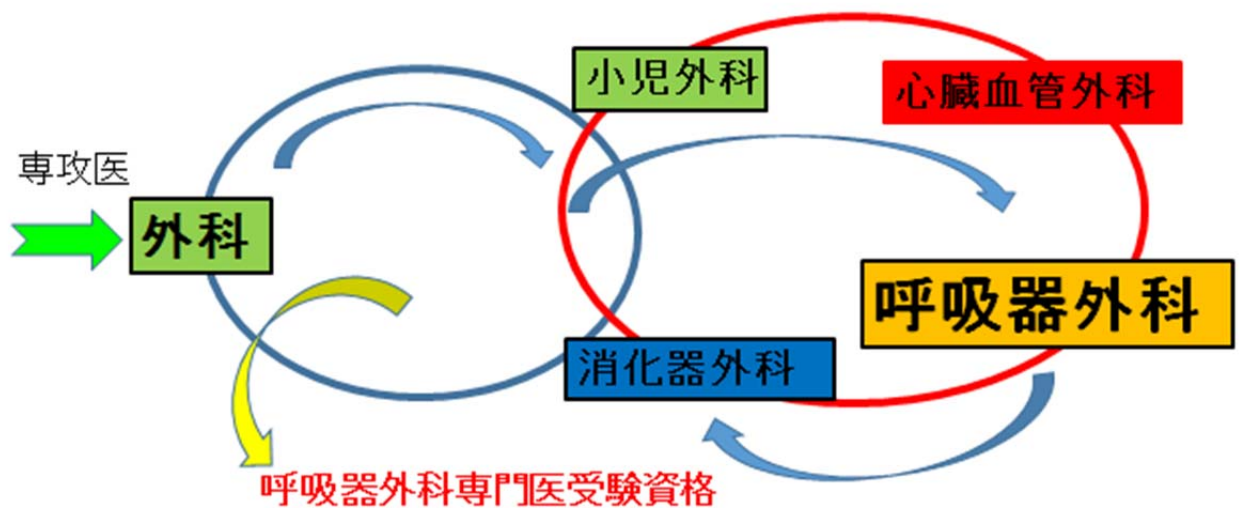 小児外科
心臓血管外科
専攻医
外科
呼吸器外科
消化器外科
呼吸器外科専門医受験資格